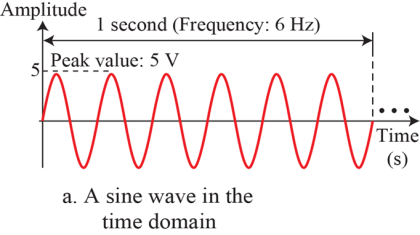 Amplitude
1 second (Frequency: 6 Hz)
Peak value: 5 V
5
Time
(s)
a. A sine wave in the
time domain